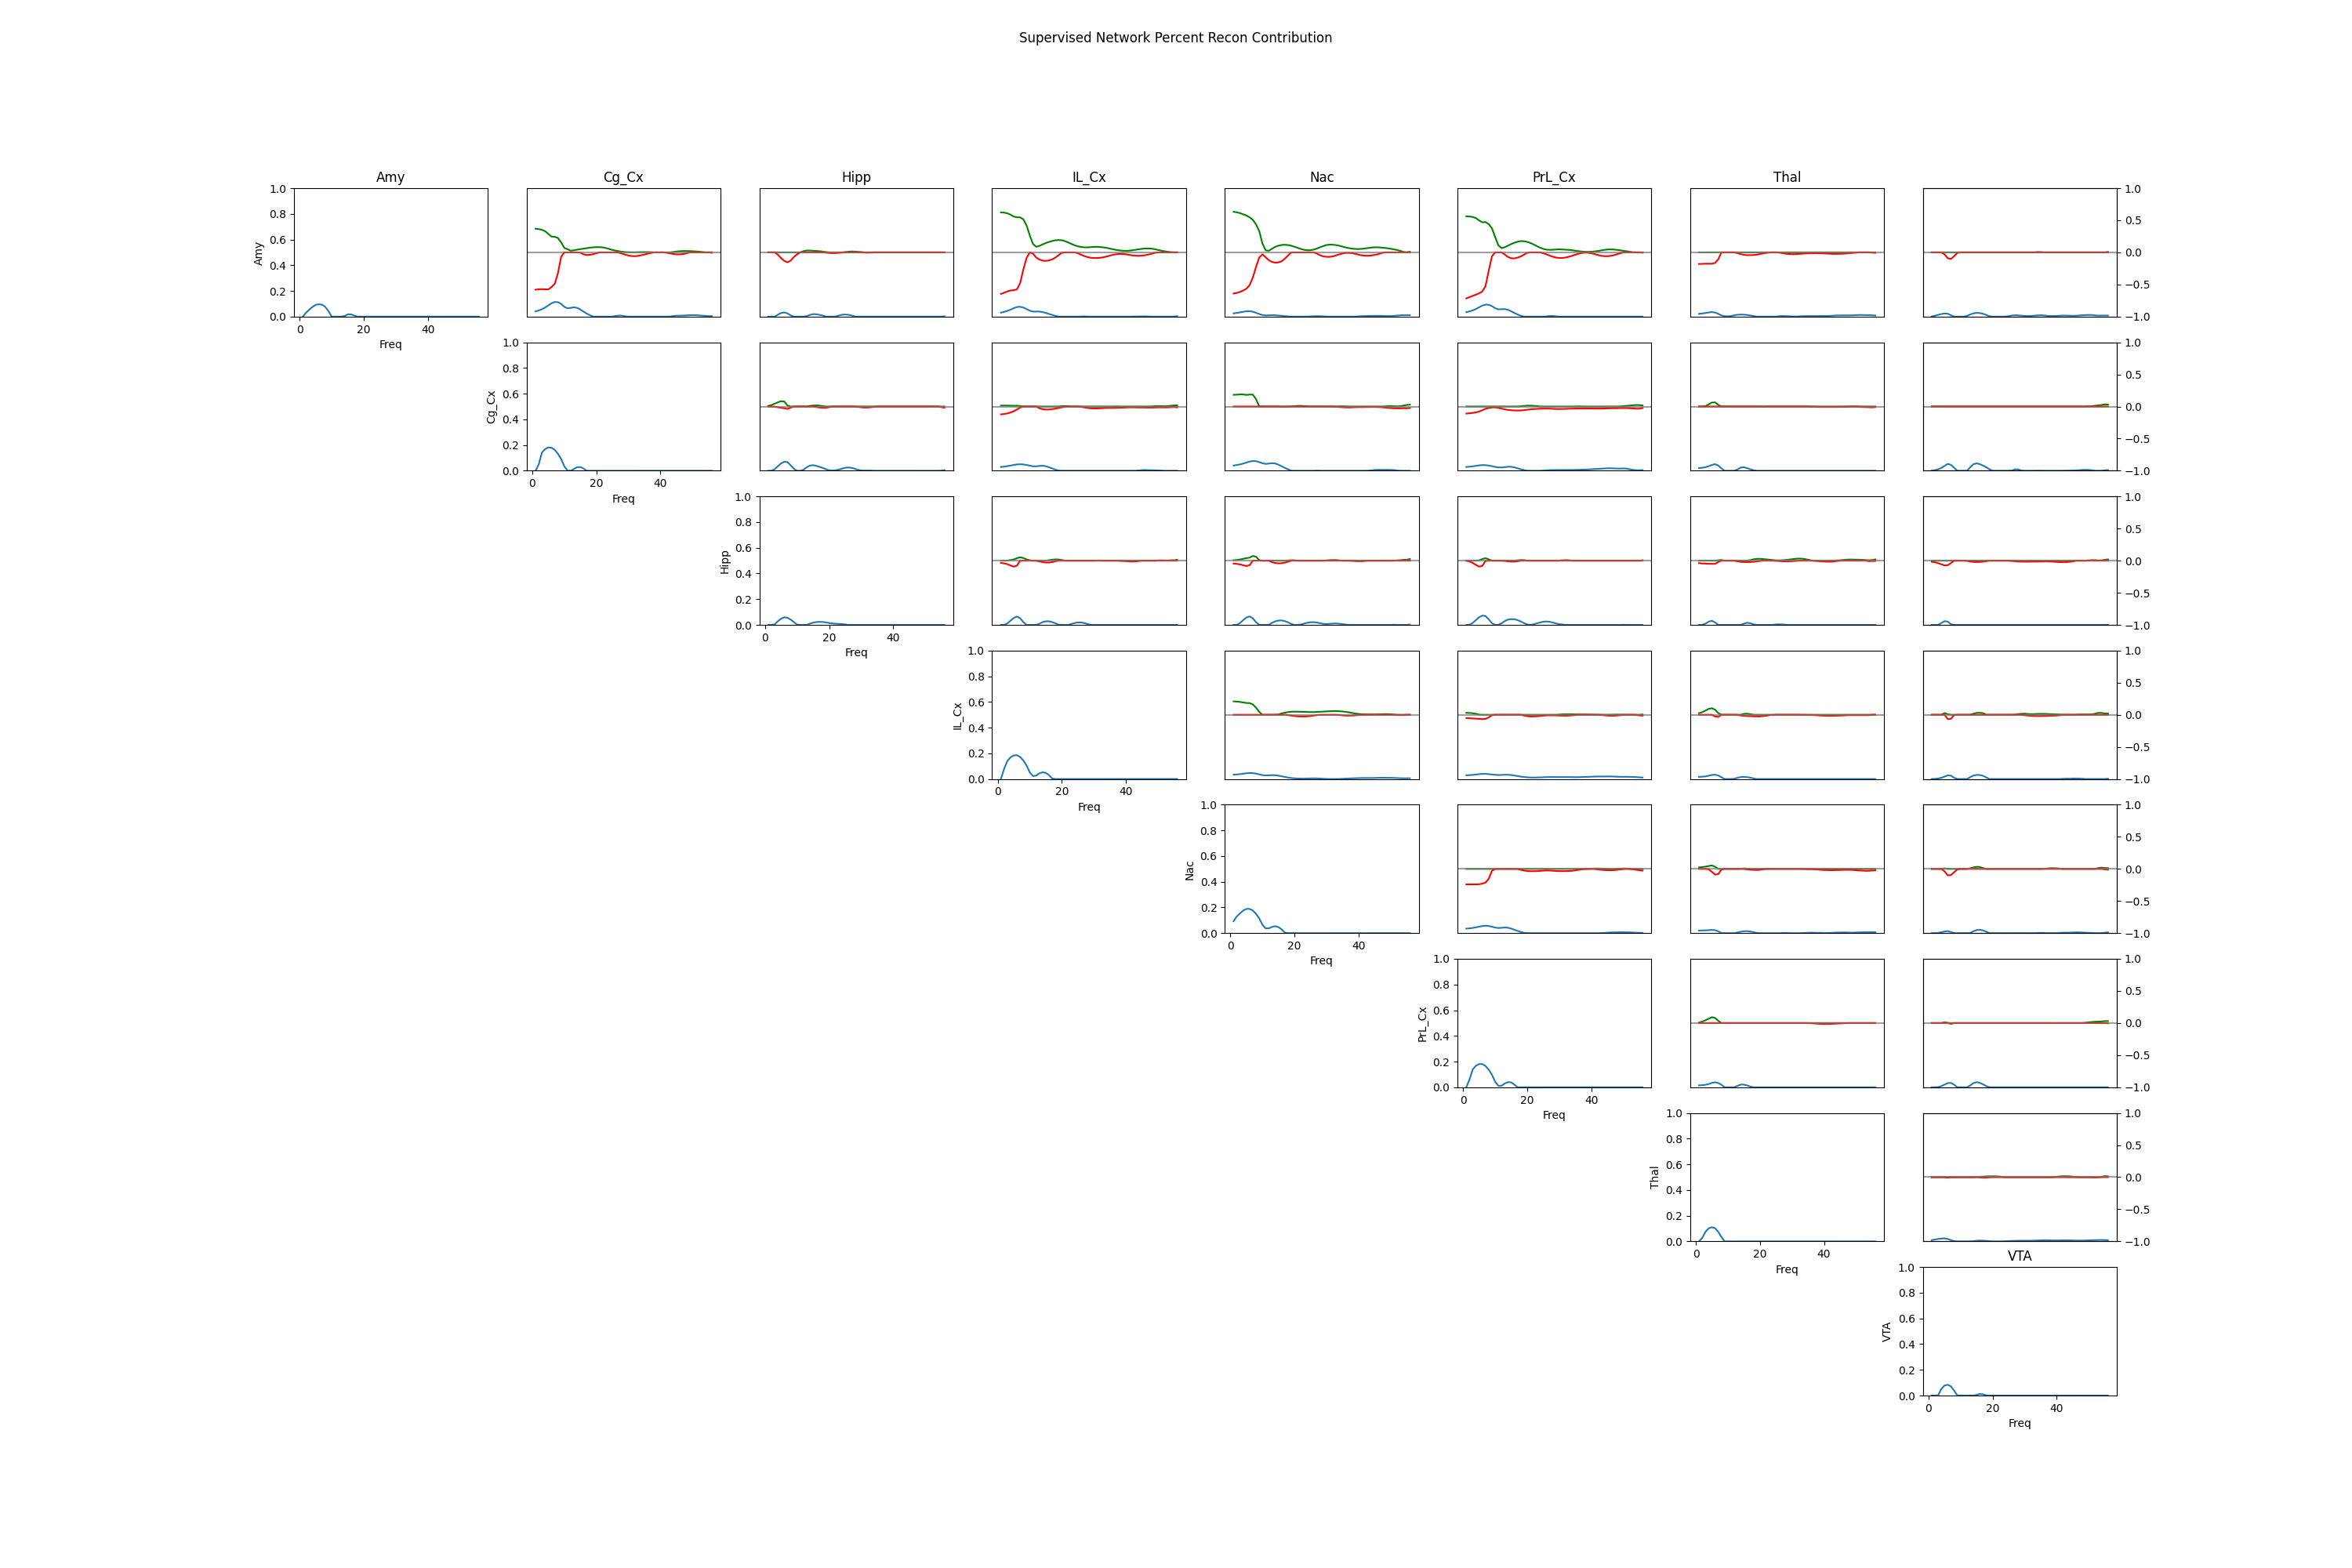 Supervised Network Percent Recon Contribution
Amy Cg_Cx Hipp IL_Cx Nac PrL_Cx Thal
1.0 0.8 0.6 0.4 0.2 0.0
Amy
1.0 0.5 0.0 −0.5 −1.0
0 20 40
Freq
1.0 0.8 0.6 0.4 0.2 0.0
Cg_Cx
1.0 0.5 0.0 −0.5 −1.0
0 20 40
Freq
1.0 0.8 0.6 0.4 0.2 0.0
Hipp
1.0 0.5 0.0 −0.5 −1.0
0 20 40
Freq
1.0 0.8 0.6 0.4 0.2 0.0
IL_Cx
1.0 0.5 0.0 −0.5 −1.0
0 20 40
Freq
1.0 0.8 0.6 0.4 0.2 0.0
Nac
1.0 0.5 0.0 −0.5 −1.0
0 20 40
Freq
1.0 0.8 0.6 0.4 0.2 0.0
PrL_Cx
1.0 0.5 0.0 −0.5 −1.0
0 20 40
Freq
1.0 0.8 0.6 0.4 0.2 0.0
Thal
1.0 0.5 0.0 −0.5 −1.0
0 20 40
Freq
VTA
1.0 0.8 0.6 0.4 0.2 0.0
VTA
0 20 40
Freq